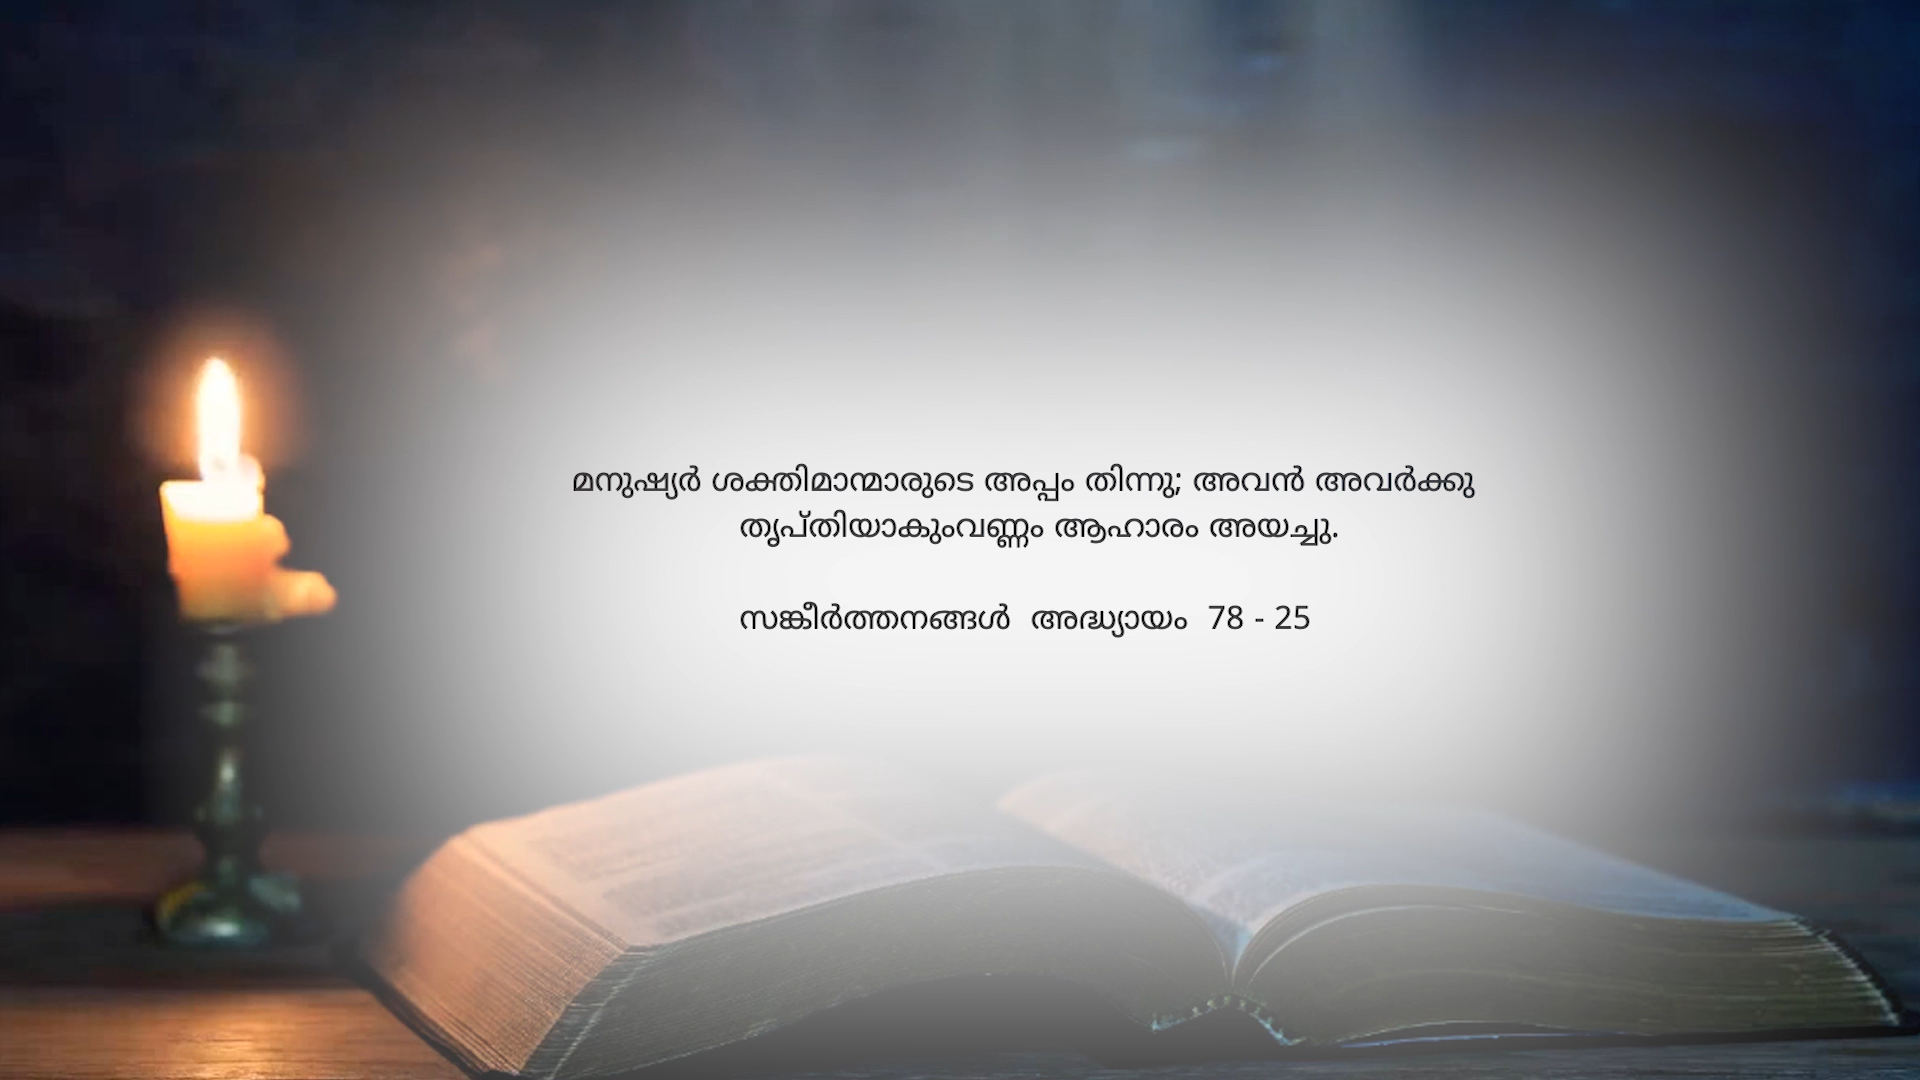 മനുഷ്യർ ശക്തിമാന്മാരുടെ അപ്പം തിന്നു; അവൻ അവർക്കു
തൃപ്തിയാകുംവണ്ണം ആഹാരം അയച്ചു.
സങ്കീർത്തനങ്ങൾ അദ്ധ്യായം 78 - 25